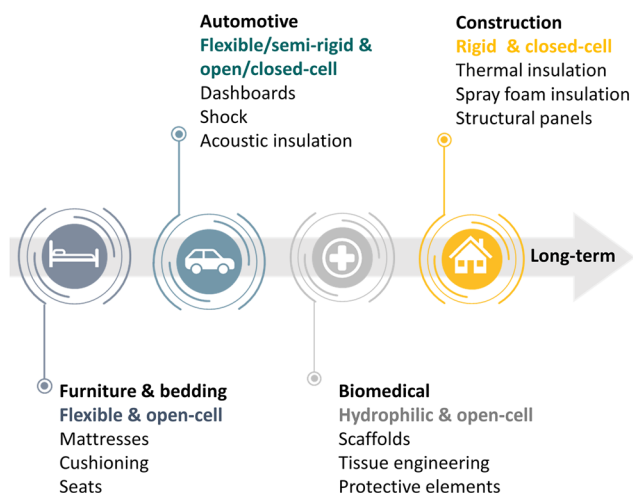 Automotive
Flexible/semi-rigid &
open/closed-cell
Dashboards
Shock
Acoustic insulation
Construction
Rigid & closed-cell
Thermal insulation
Spray foam insulation
Structural panels
Long-term
Furniture & bedding
Flexible & open-cell
Mattresses
Cushioning
Seats
Biomedical
Hydrophilic & open-cell
Scaffolds
Tissue engineering
Protective elements